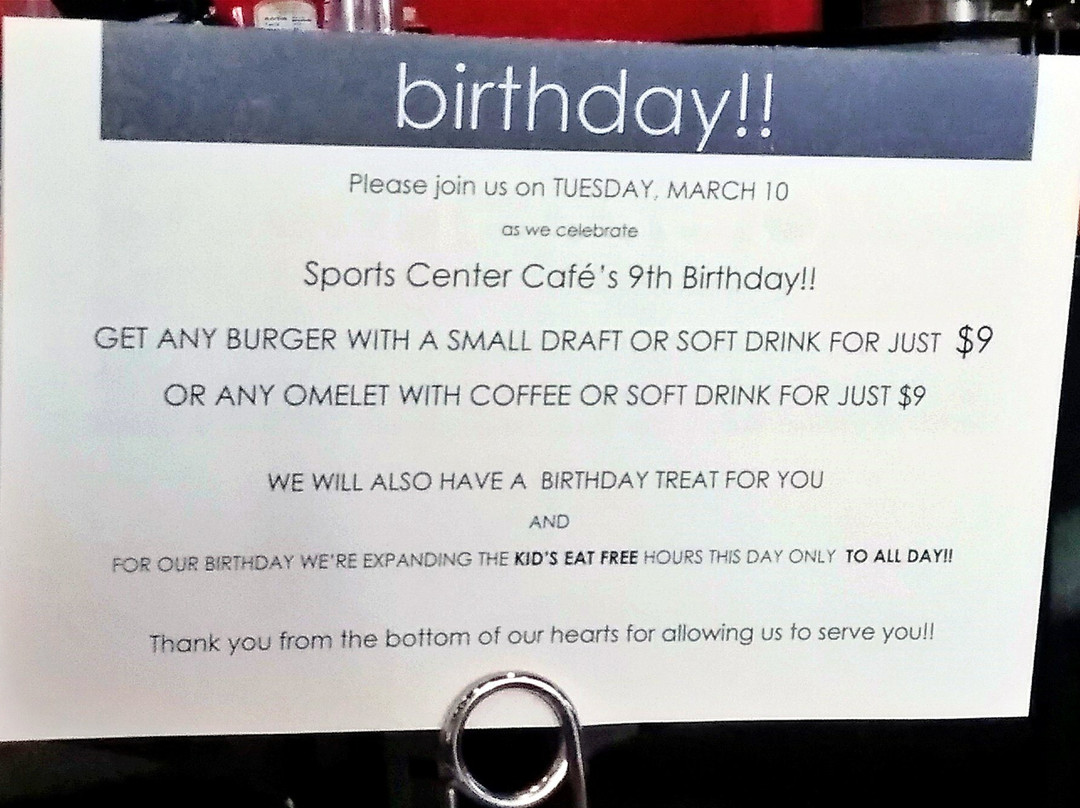 birthday!!
Please join us on TUESDAY, MARCH 10
as we celebrate
Sports Center Café's 9th Birthday!!
GET ANY BURGER WITH A SMALL DRAFT OR SOFT DRINK FOR JUST $9
OR ANY OMELET WITH COFFEE OR SOFT DRINK FOR JUST $9
WE WILL ALSO HAVE A BIRTHDAY TREAT FOR YOU
AND
FOR OUR BIRTHDAY WE'RE EXPANDING THE KID'S EAT FREE HOURS THIS DAY ONLY TO ALL DAY!!
Thank you from the bottom of our hearts for allowing us to serve you!!